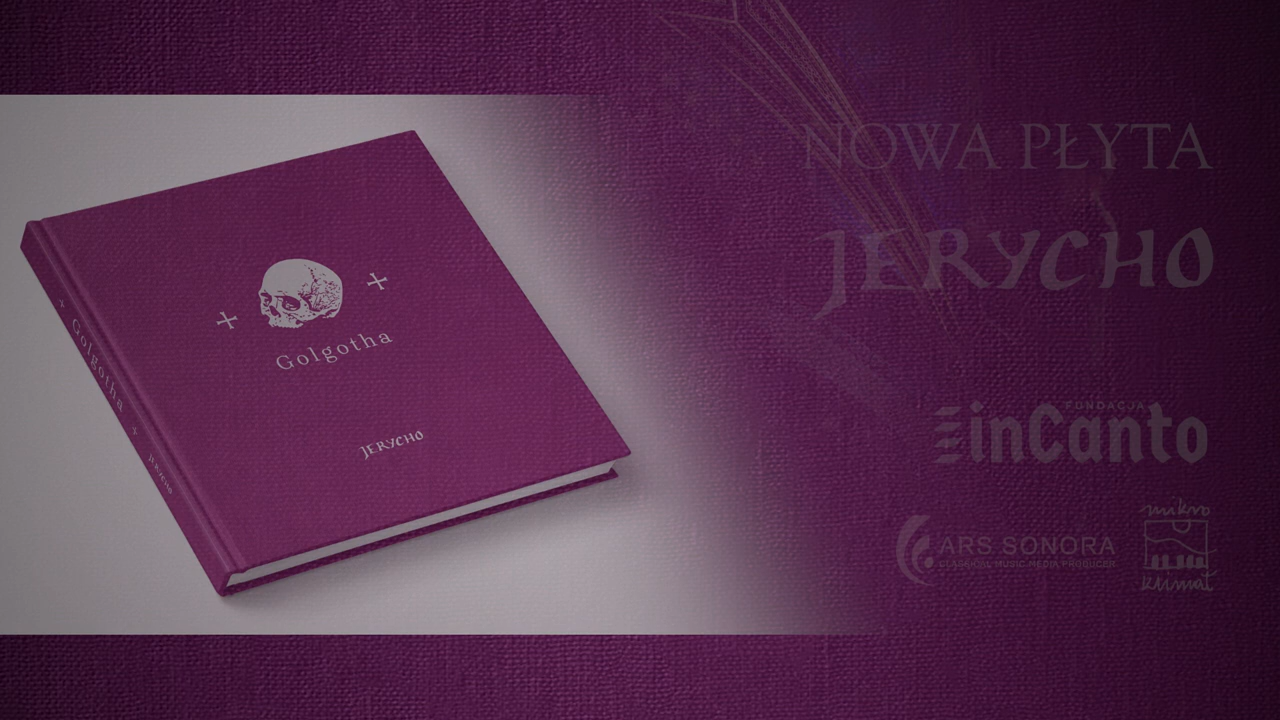 Golgotha
JERYCHO
Golgotha
JERYCHO
NOWA PŁYTA
JERYCHO
FUNDACJA
inCanto
ARS SONORA
CLASSICAL MUSIC MEDIA PRODUCER
mikro
klimat